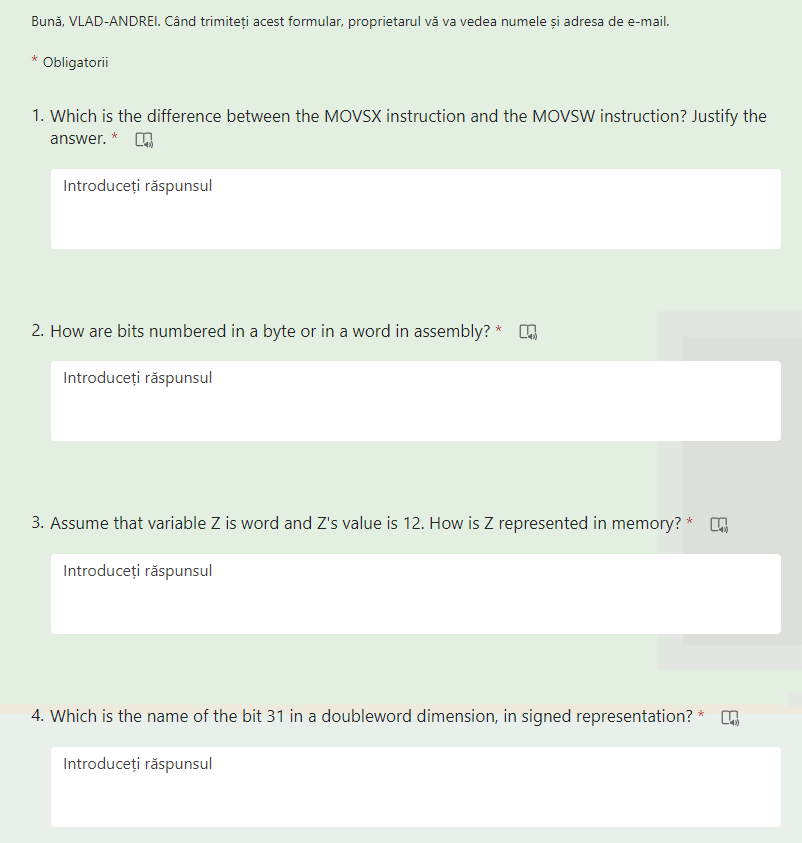 Bună, VLAD-ANDREI. Când trimiteți acest formular, proprietarul vă va vedea numele și adresa de e-mail.
* Obligatorii
1. Which is the difference between the MOVSX instruction and the MOVSW instruction? Justify the
answer. *
Introduceți răspunsul
2. How are bits numbered in a byte or in a word in assembly? *
Introduceți răspunsul
3. Assume that variable Z is word and Z's value is 12. How is Z represented in memory? *
Introduceți răspunsul
4. Which is the name of the bit 31 in a doubleword dimension, in signed representation? *
Introduceți răspunsul